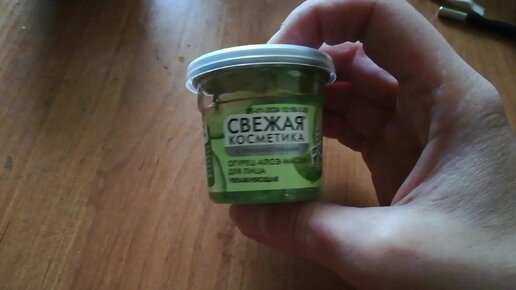 СВЕЖАЯ
КОСМЕТИКА
ОГУРЕЦ-АЛОЭ-МАСКА
ДЛЯ ЛИЦА
УВЛАЖНЯЮЩАЯ